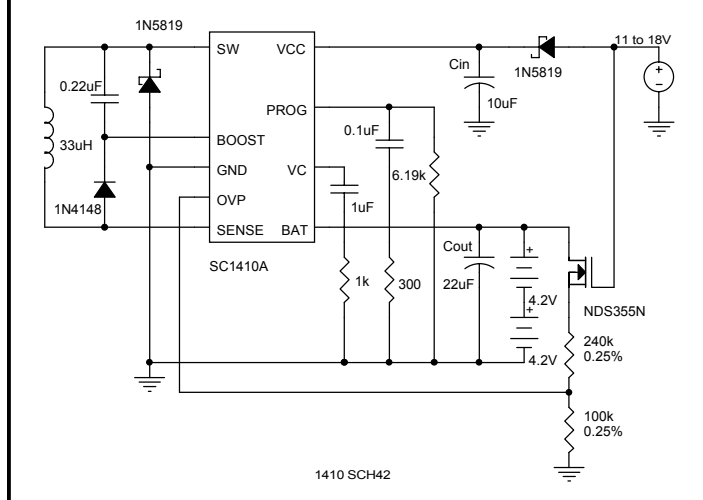 1N5819
SW
VCC
11 to 18V
Cin
1N5819
+
−
0.22uF
10uF
PROG
0.1uF
33uH
BOOST
GND
VC
6.19k
1N4148
OVP
1uF
SENSE
BAT
SC1410A
Cout
+
1k
300
22uF
4.2V
+
NDS355N
4.2V
240k
0.25%
100k
0.25%
1410 SCH42